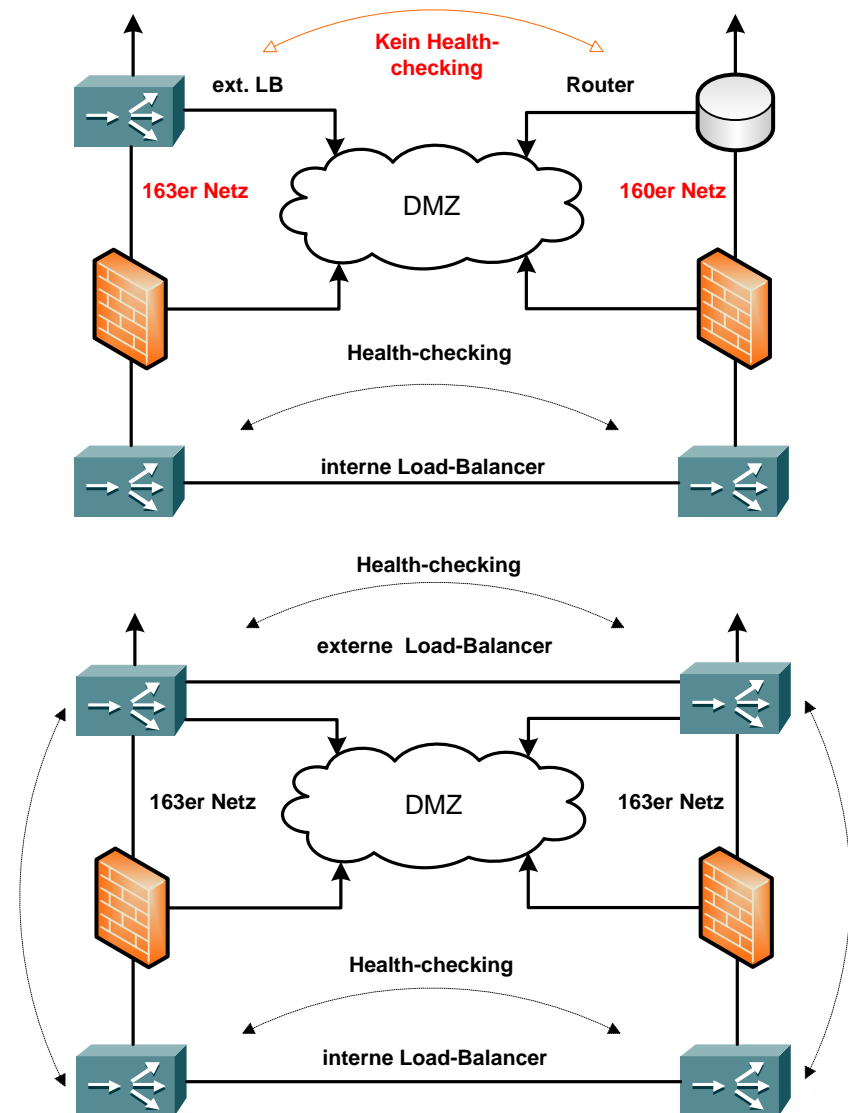 Kein Health-
checking
ext. LB
Router
163er Netz
160er Netz
DMZ
Health-checking
interne Load-Balancer
Health-checking
externe Load-Balancer
163er Netz
163er Netz
DMZ
Health-checking
interne Load-Balancer